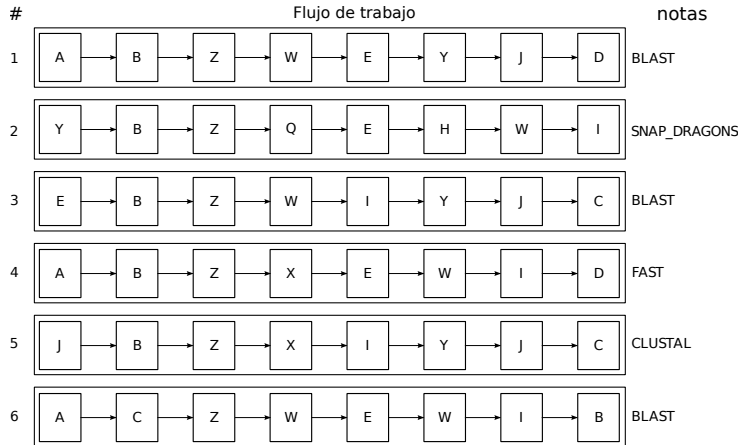 # Flujo de trabajo notas
1 A B Z W E Y J D BLAST
2 Y B Z Q E H W I SNAP_DRAGONS
3 E B Z W I Y J C BLAST
4 A B Z X E W I D FAST
5 J B Z X I Y J C CLUSTAL
6 A C Z W E W I B BLAST